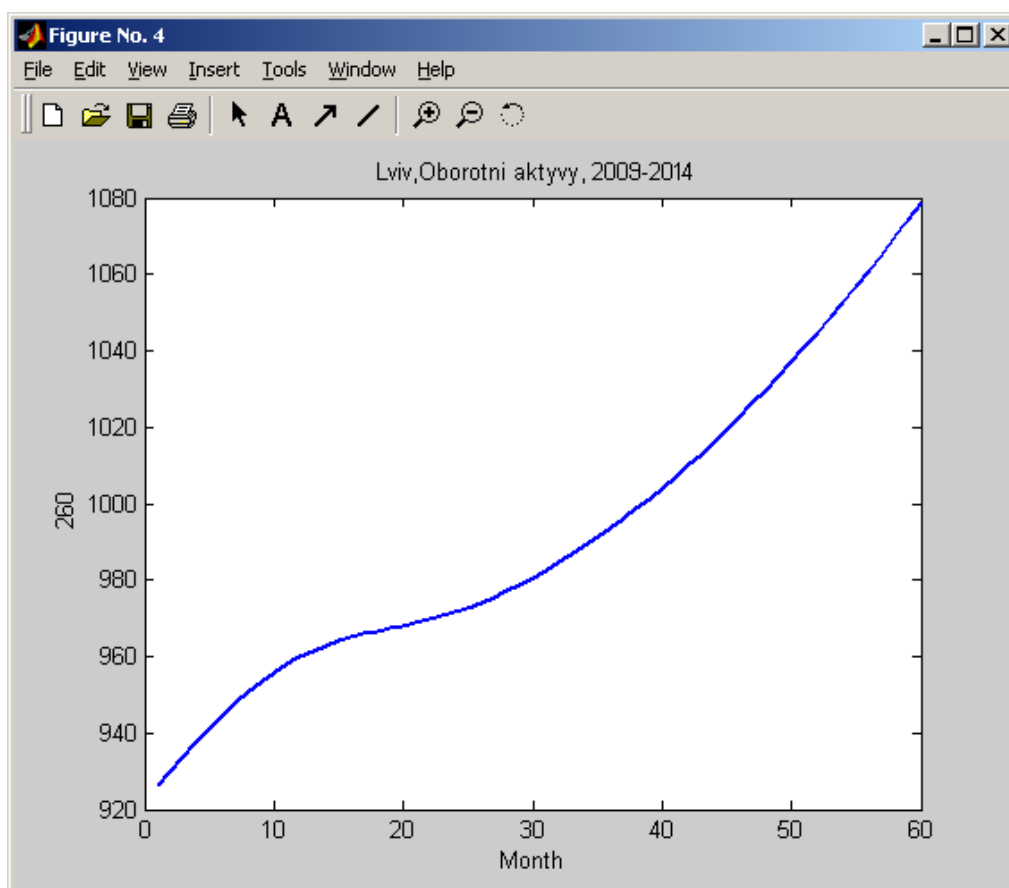 Figure No. 4
File Edit View Insert Tools Window Help
A
Lviv,Oborotni aktyvy, 2009-2014
1080
1060
1040
1020
1000
980
960
940
920
260
0 10 20 30 40 50 60
Month